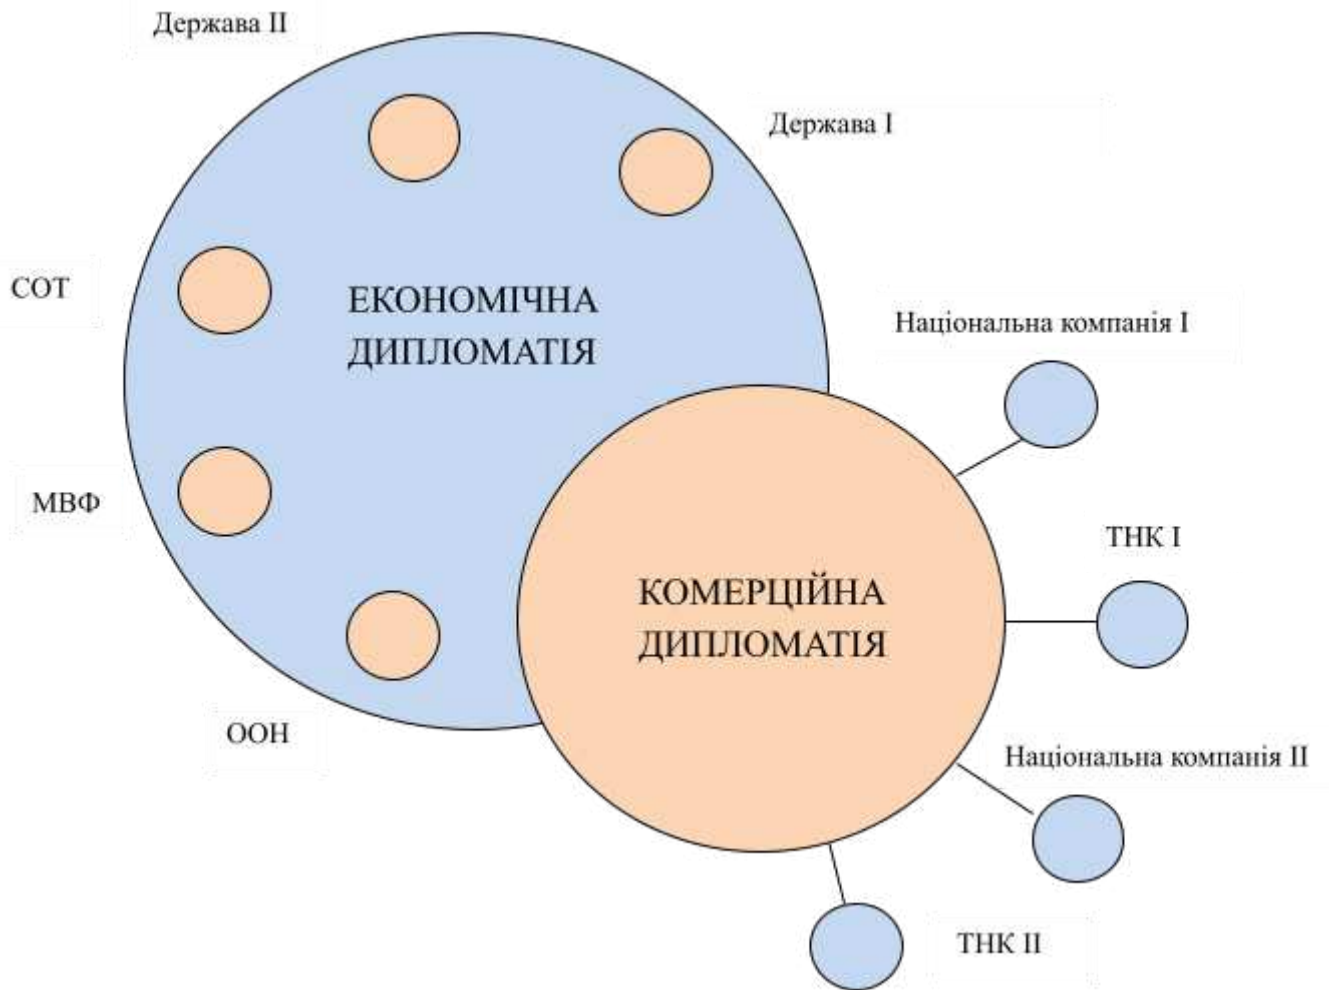 Держава II
Держава I
СОТ
ЕКОНОМІЧНА
ДИПЛОМАТІЯ
Національна компанія I
МВФ
ТНК I
КОМЕРЦІЙНА
ДИПЛОМАТІЯ
ООН
Національна компанія II
ТНК II